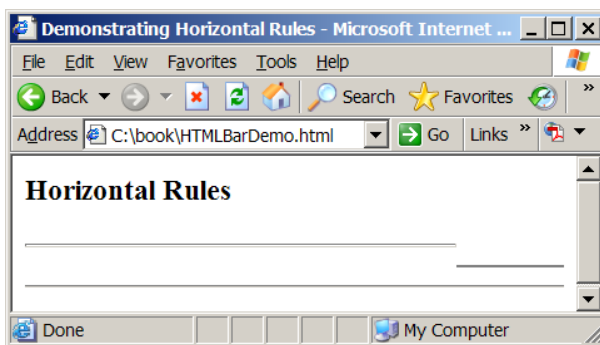 Demonstrating Horizontal Rules - Microsoft Internet ...
File Edit View Favorites Tools Help
Back Search Favorites »
Address C:\book\HTMLBarDemo.html Go Links »
Horizontal Rules
Done My Computer